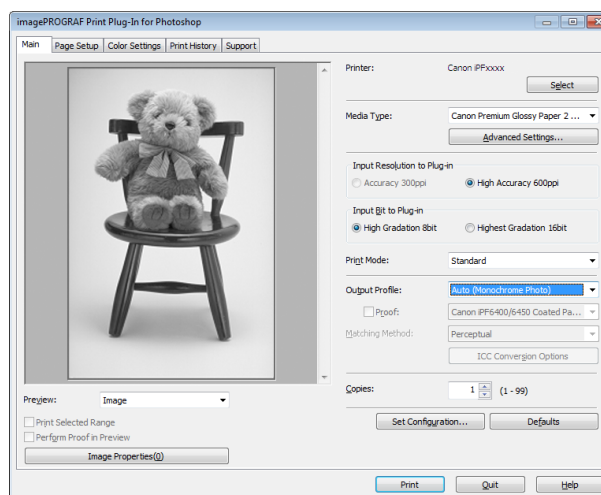 imagePROGRAF Print Plug-In for Photoshop
Main Page Setup Color Settings Print History Support
Printer: Canon iPFxxxx
Select
Media Type: Canon Premium Glossy Paper 2 ...
Advanced Settings...
Input Resolution to Plug-in
Accuracy 300ppi High Accuracy 600ppi
Input Bit to Plug-in
High Gradation 8bit Highest Gradation 16bit
Print Mode: Standard
Output Profile: Auto (Monochrome Photo)
Proof: Canon iPF6400/6450 Coated Pa...
Matching Method: Perceptual
ICC Conversion Options
Copies: 1 (1 - 99)
Preview: Image
Print Selected Range
Perform Proof in Preview
Set Configuration... Defaults
Image Properties(O)
Print Quit Help